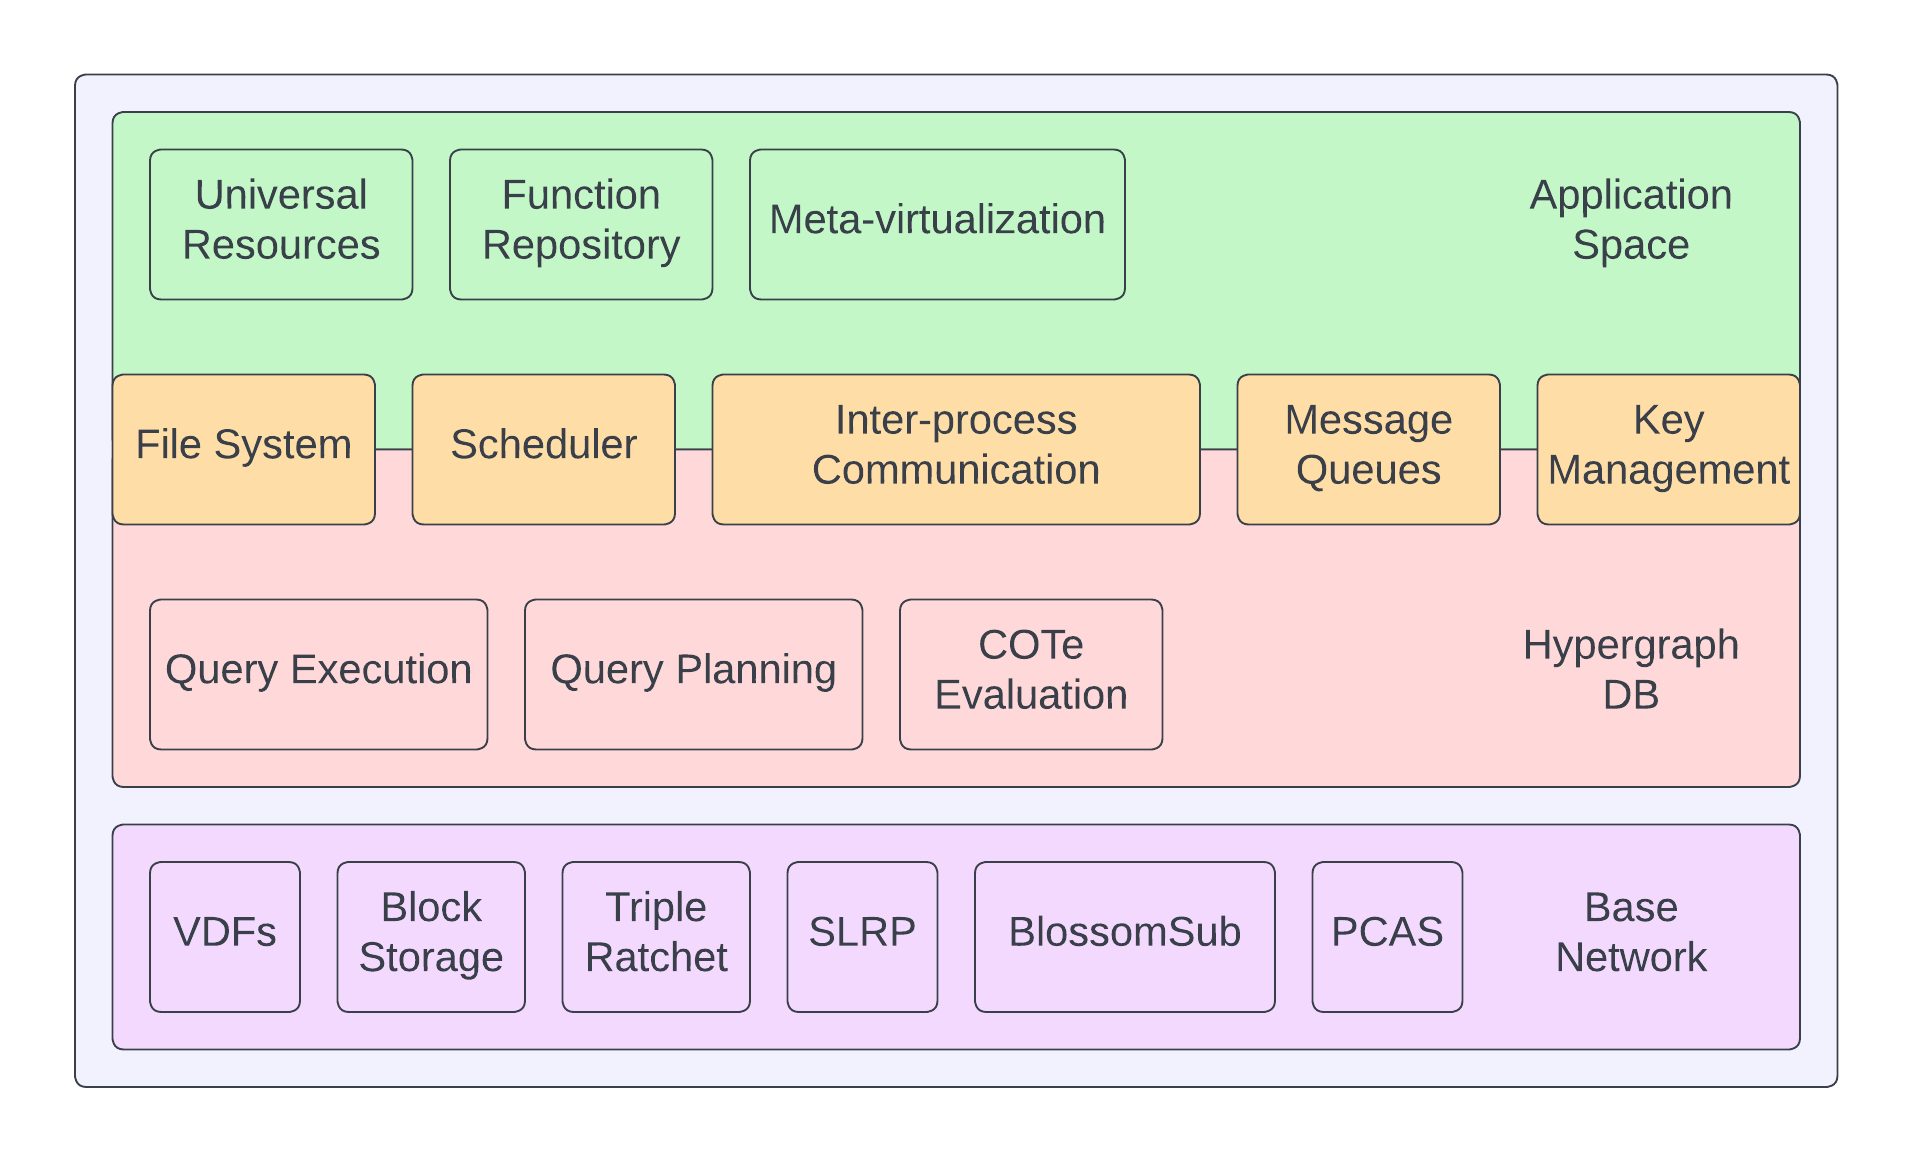 Universal
Resources
Function
Repository
Meta-virtualization
Application
Space
File System
Scheduler
Inter-process
Communication
Message
Queues
Key
Management
Query Execution
Query Planning
COTe
Evaluation
Hypergraph
DB
VDFs
Block
Storage
Triple
Ratchet
SLRP
BlossomSub
PCAS
Base
Network